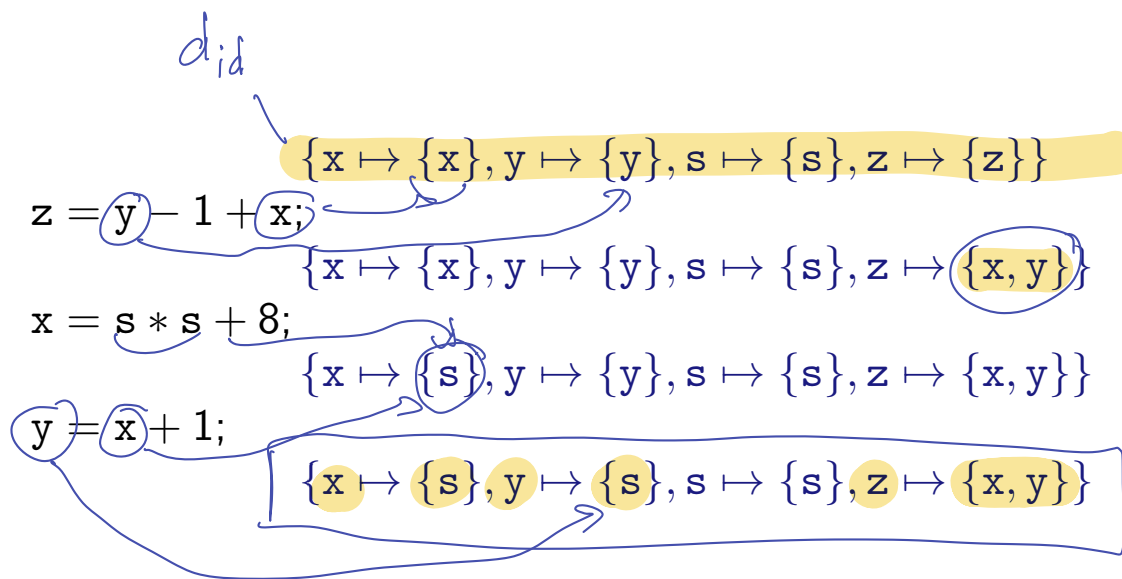 d_id
{x ↦ {x}, y ↦ {y}, s ↦ {s}, z ↦ {z}}
z = y − 1 + x;
{x ↦ {x}, y ↦ {y}, s ↦ {s}, z ↦ {x, y}}
x = s ∗ s + 8;
{x ↦ {s}, y ↦ {y}, s ↦ {s}, z ↦ {x, y}}
y = x + 1;
{x ↦ {s}, y ↦ {s}, s ↦ {s}, z ↦ {x, y}}